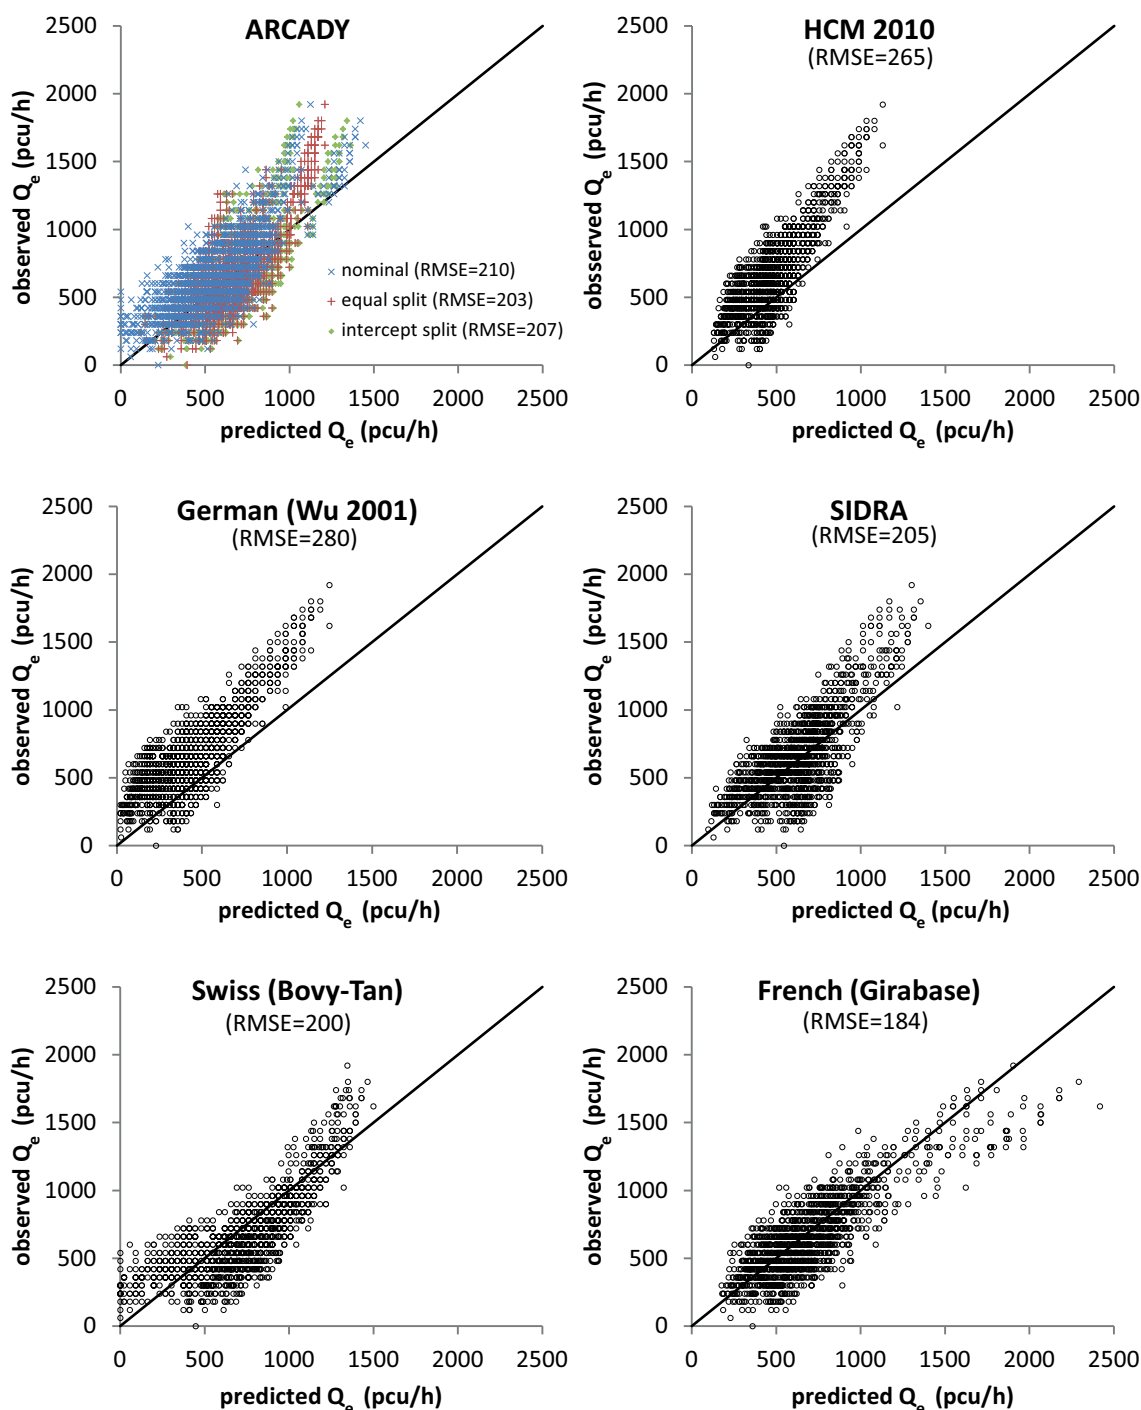 ARCADY
observed Qe (pcu/h)
2500
2000
1500
1000
500
0
× nominal (RMSE=210)
+ equal split (RMSE=203)
◆ intercept split (RMSE=207)
0 500 1000 1500 2000 2500
predicted Qe (pcu/h)
HCM 2010
(RMSE=265)
obsserved Qe (pcu/h)
2500
2000
1500
1000
500
0
0 500 1000 1500 2000 2500
predicted Qe (pcu/h)
German (Wu 2001)
(RMSE=280)
observed Qe (pcu/h)
2500
2000
1500
1000
500
0
0 500 1000 1500 2000 2500
predicted Qe (pcu/h)
SIDRA
(RMSE=205)
observed Qe (pcu/h)
2500
2000
1500
1000
500
0
0 500 1000 1500 2000 2500
predicted Qe (pcu/h)
Swiss (Bovy-Tan)
(RMSE=200)
observed Qe (pcu/h)
2500
2000
1500
1000
500
0
0 500 1000 1500 2000 2500
predicted Qe (pcu/h)
French (Girabase)
(RMSE=184)
observed Qe (pcu/h)
2500
2000
1500
1000
500
0
0 500 1000 1500 2000 2500
predicted Qe (pcu/h)